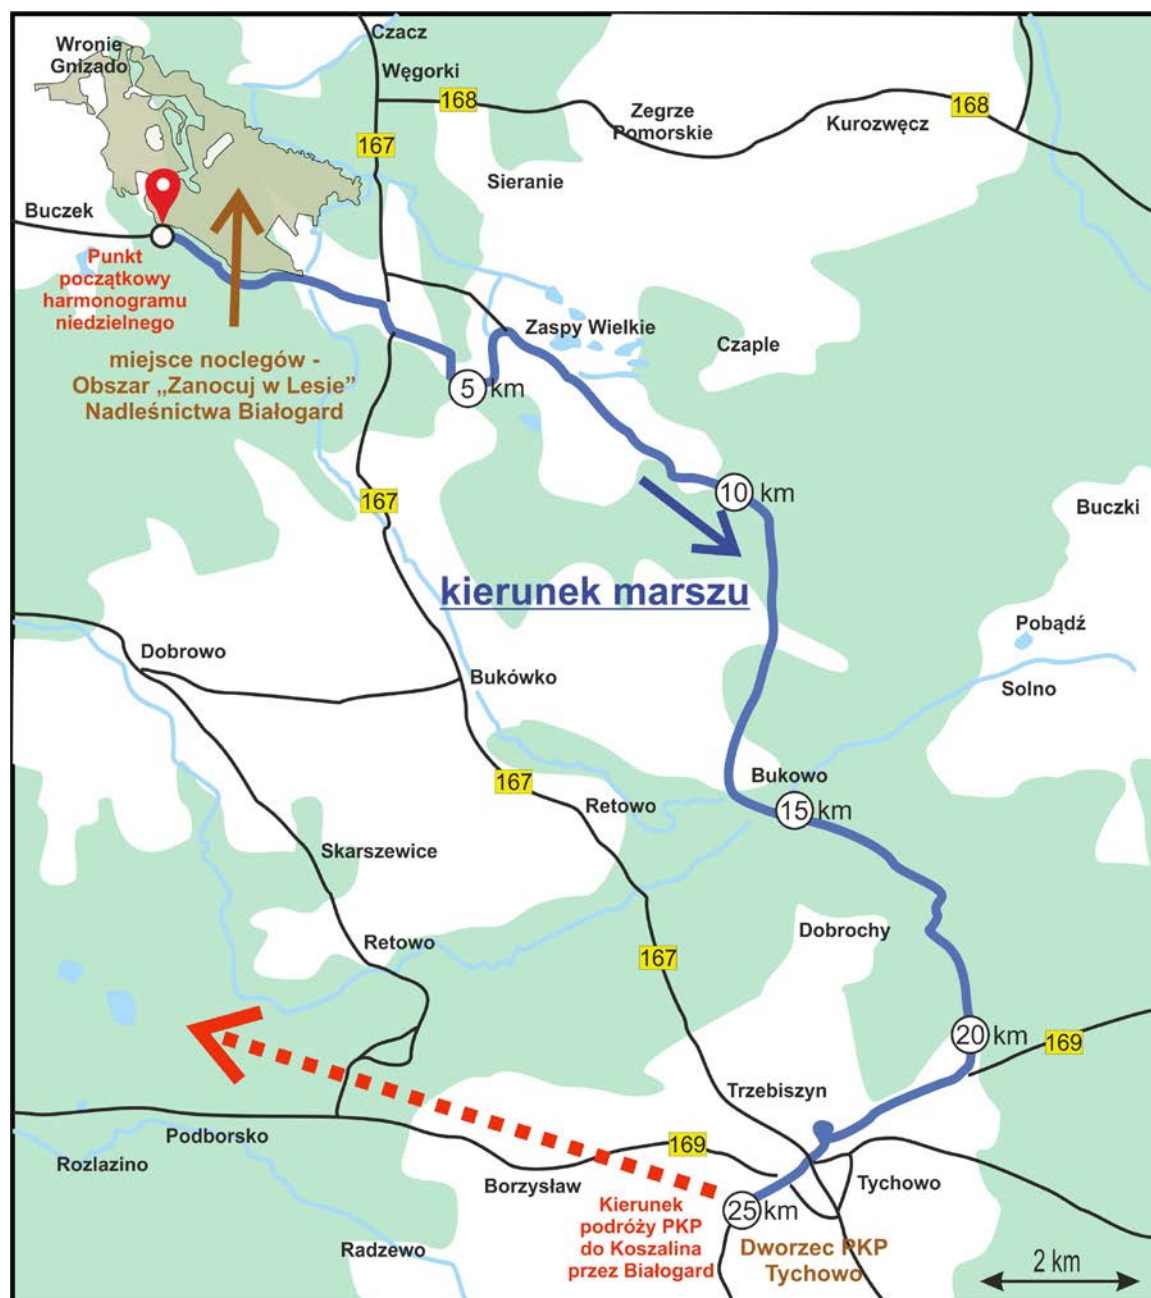 Czacz
Wronie
Gnizado
Węgorki
168
168
Zegrze
Pomorskie
Kurozwęcz
167
Sieranie
Buczek
Punkt
początkowy
harmonogramu
niedzielnego
Zaspy Wielkie
Czaple
miejsce noclegów -
Obszar „Zanocuj w Lesie”
Nadleśnictwa Białogard
5 km
10 km
167
Buczki
kierunek marszu
Pobądź
Dobrowo
Bukówko
Solno
167
Bukowo
Retowo
15 km
Skarszewice
Dobrochy
Retowo
167
20 km
169
Trzebiszyn
Podborsko
169
Rozlazino
Borzysław
Tychowo
Kierunek
podróży PKP
do Koszalina
przez Białogard
25 km
Radzewo
Dworzec PKP
Tychowo
2 km